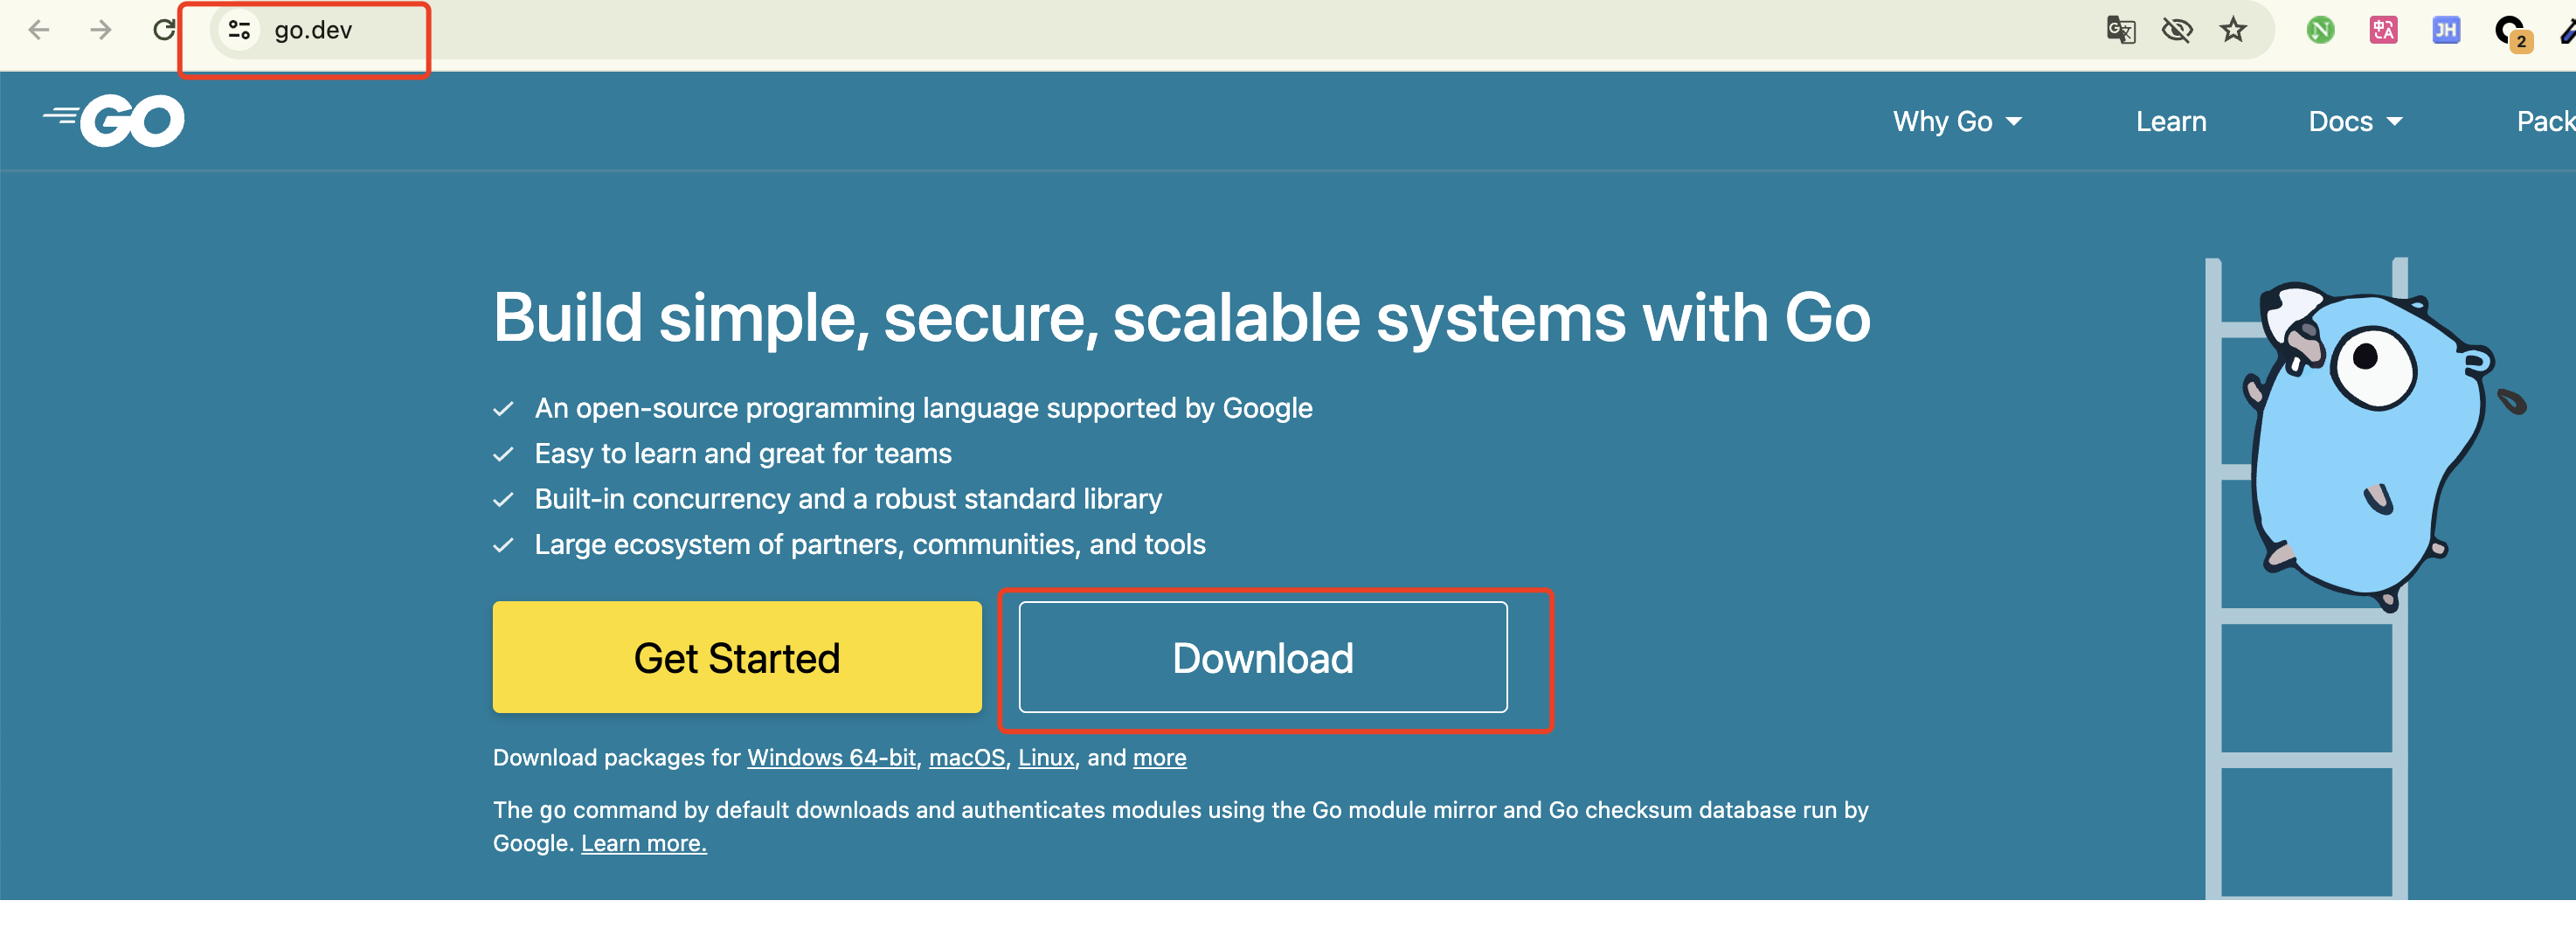 go.dev
N
中 A
JH
2
GO
Why Go
Learn
Docs
Pack
Build simple, secure, scalable systems with Go
An open-source programming language supported by Google
Easy to learn and great for teams
Built-in concurrency and a robust standard library
Large ecosystem of partners, communities, and tools
Get Started
Download
Download packages for Windows 64-bit, macOS, Linux, and more
The go command by default downloads and authenticates modules using the Go module mirror and Go checksum database run by
Google. Learn more.